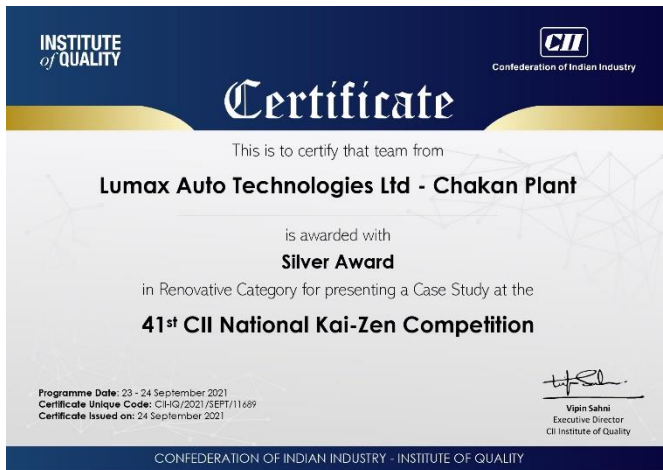 INSTITUTE
of QUALITY
CII
Confederation of Indian Industry
Certificate
This is to certify that team from
Lumax Auto Technologies Ltd - Chakan Plant
is awarded with
Silver Award
in Renovative Category for presenting a Case Study at the
41st CII National Kai-Zen Competition
Programme Date: 23 - 24 September 2021
Certificate Unique Code: CII-IQ/2021/SEPT/11689
Certificate Issued on: 24 September 2021
Vipin Sahni
Executive Director
CII Institute of Quality
CONFEDERATION OF INDIAN INDUSTRY - INSTITUTE OF QUALITY